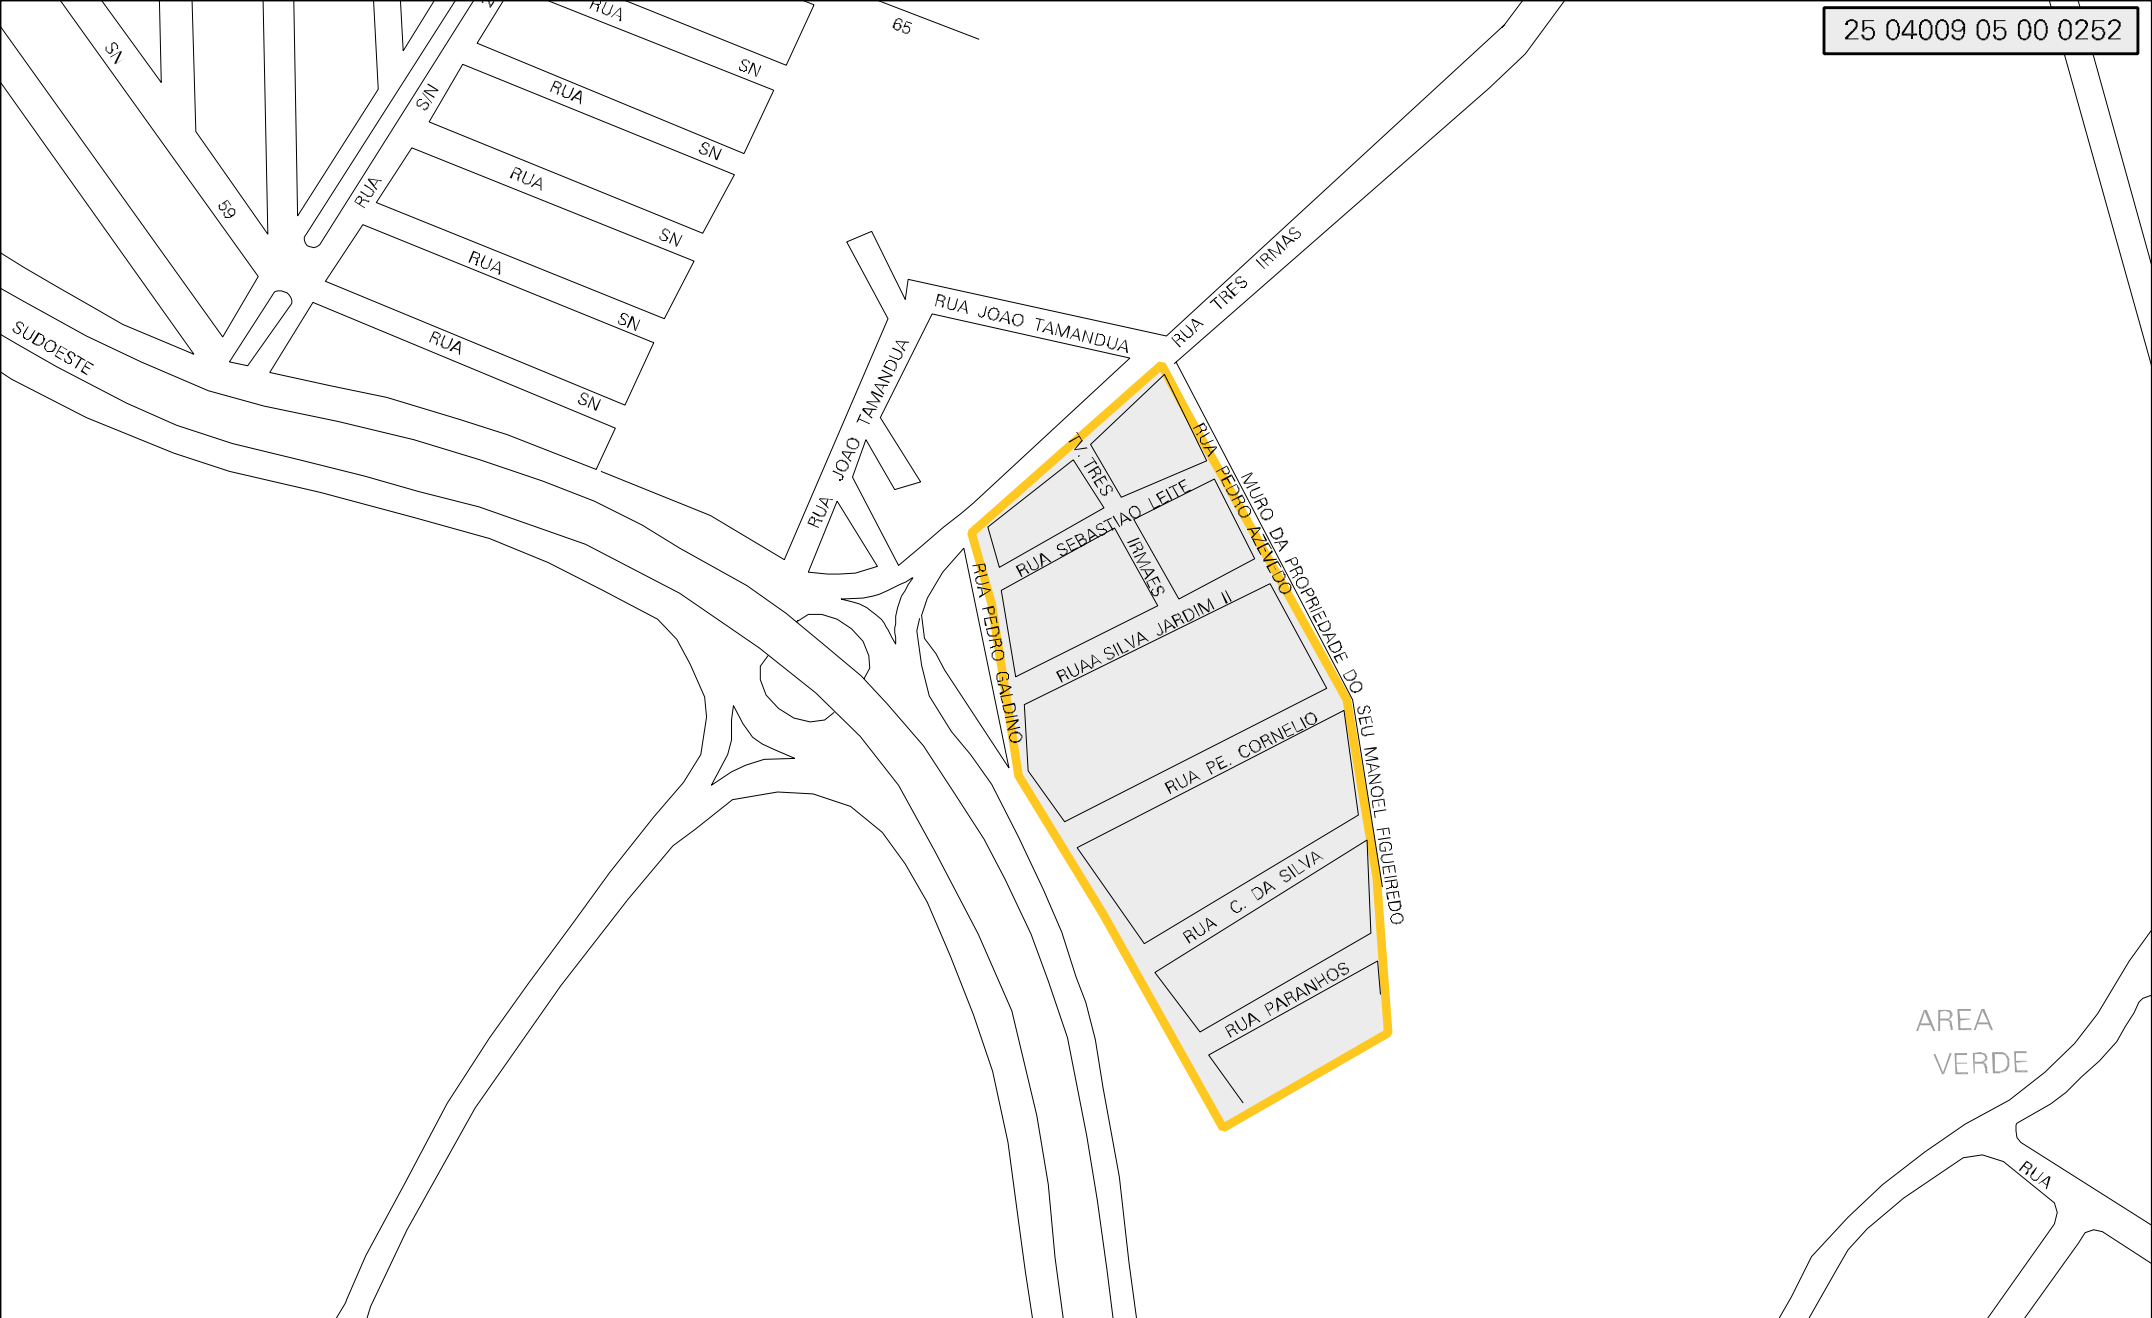 25 04009 05 00 0252
RUA
65
SN
S/N
RUA
SN
RUA
SN
59
RUA
RUA
SN
RUA
SN
SUDOESTE
RUA
SN
RUA TRES IRMAS
RUA JOAO TAMANDUA
RUA JOAO TAMANDUA
TV. TRES IRMAES
RUA SEBASTIAO LEITE
RUA PEDRO AZEVEDO
MURO DA PROPRIEDADE DO SEU MANOEL FIGUEIREDO
RUA PEDRO GALDINO
RUAA SILVA JARDIM II
RUA PE. CORNELIO
RUA C. DA SILVA
RUA PARANHOS
AREA
VERDE
RUA